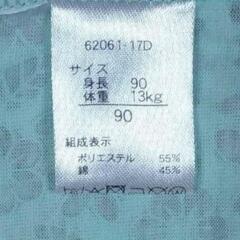 62061-17D
サイズ
身長 90
体重 13kg
90
組成表示
ポリエステル 55%
綿 45%